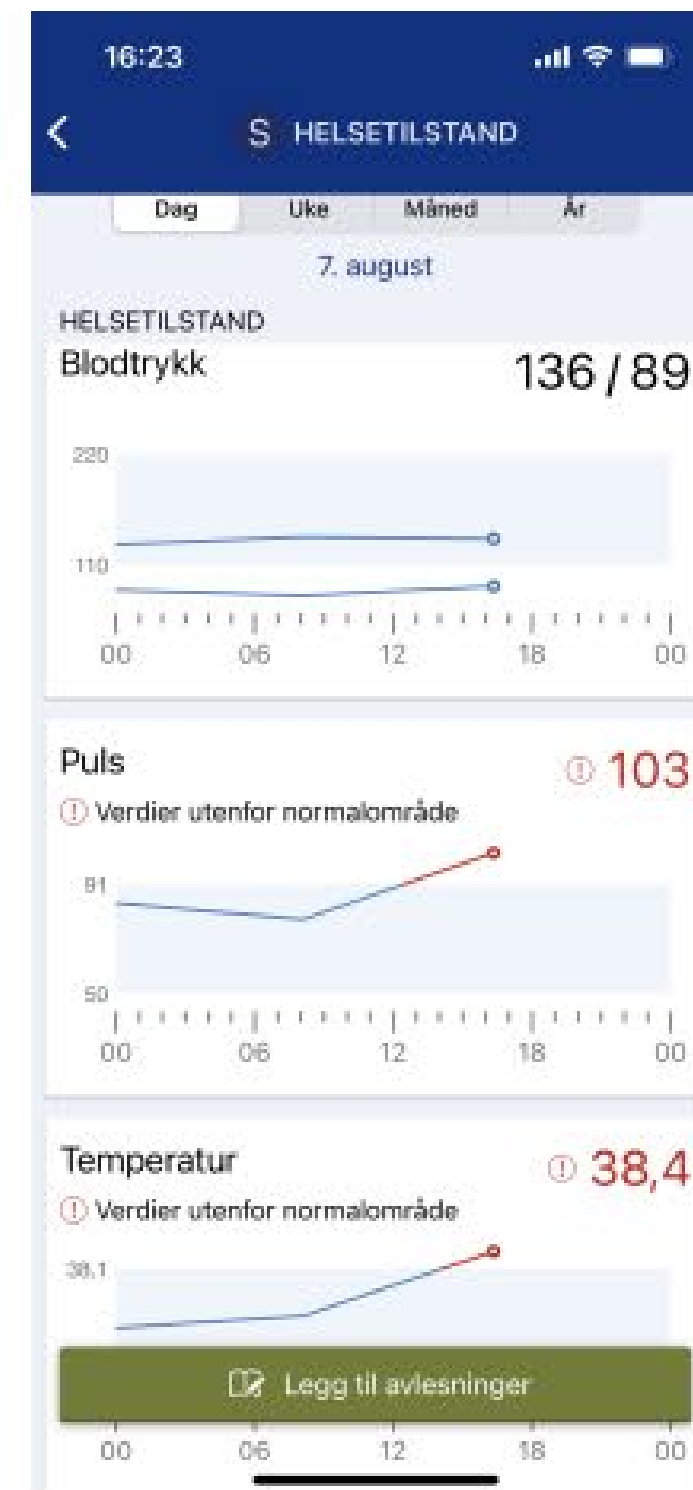 16:23
S HELSETILSTAND
Dag Uke Måned År
7. august
HELSETILSTAND
Blodtrykk 136 / 89
220
110
00 06 12 18 00
Puls 103
Verdier utenfor normalområde
91
50
00 06 12 18 00
Temperatur 38,4
Verdier utenfor normalområde
38,1
Legg til avlesninger
00 06 12 18 00